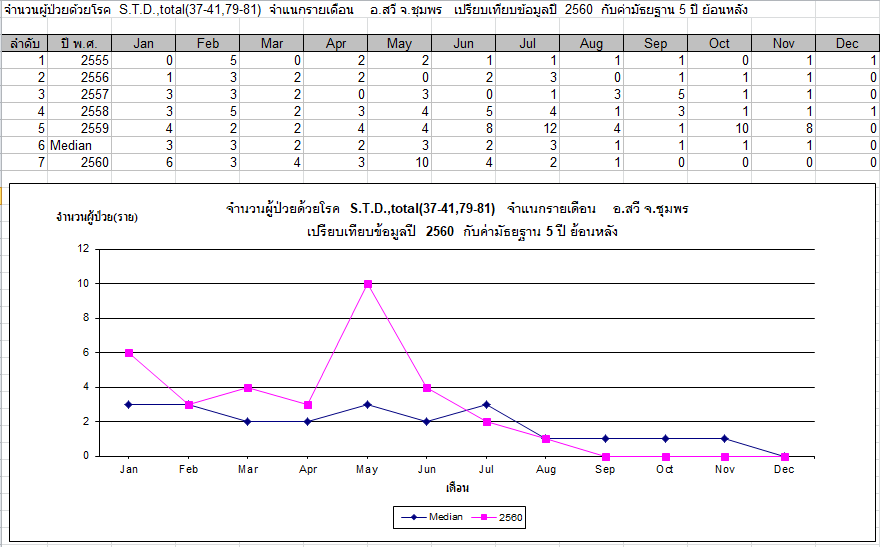 จำนวนผู้ป่วยด้วยโรค S.T.D.,total(37-41,79-81) จำแนกรายเดือน อ.สวี จ.ชุมพร เปรียบเทียบข้อมูลปี 2560 กับค่ามัธยฐาน 5 ปี ย้อนหลัง
ลำดับ ปี พ.ศ. Jan Feb Mar Apr May Jun Jul Aug Sep Oct Nov Dec
1 2555 0 5 0 2 2 1 1 1 1 0 1 1
2 2556 1 3 2 2 0 2 3 0 1 1 1 0
3 2557 3 3 2 0 3 0 1 3 5 1 1 0
4 2558 3 5 2 3 4 5 4 1 3 1 1 1
5 2559 4 2 2 4 4 8 12 4 1 10 8 0
6 Median 3 3 2 2 3 2 3 1 1 1 1 0
7 2560 6 3 4 3 10 4 2 1 0 0 0 0
จำนวนผู้ป่วยด้วยโรค S.T.D.,total(37-41,79-81) จำแนกรายเดือน อ.สวี จ.ชุมพร
เปรียบเทียบข้อมูลปี 2560 กับค่ามัธยฐาน 5 ปี ย้อนหลัง
จำนวนผู้ป่วย(ราย)
12
10
8
6
4
2
0
Jan Feb Mar Apr May Jun Jul Aug Sep Oct Nov Dec
เดือน
Median 2560